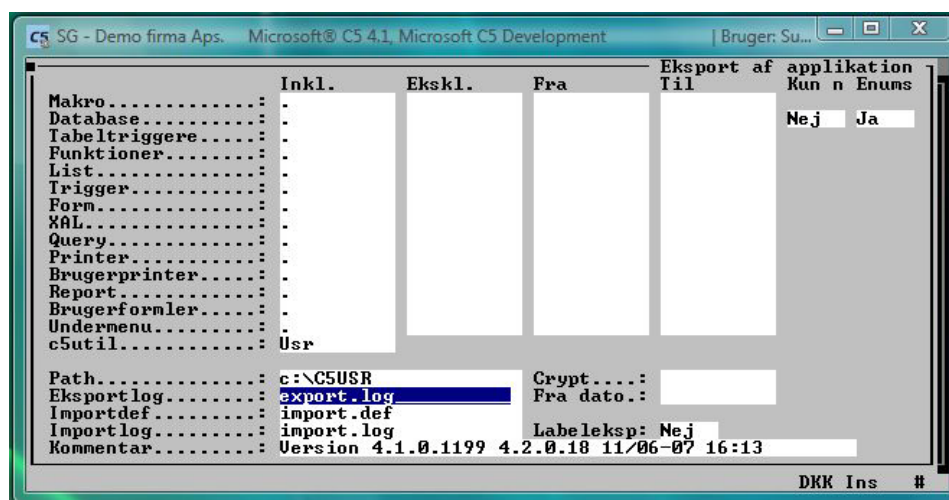 C5 SG - Demo firma Aps. Microsoft® C5 4.1, Microsoft C5 Development | Bruger: Su...
Eksport af applikation
Inkl. Ekskl. Fra Til Kun n Enums
Makro..............: .
Database...........: . Nej Ja
Tabeltriggere.....: .
Funktioner........: .
List...............: .
Trigger............: .
Form...............: .
XAL................: .
Query..............: .
Printer............: .
Brugerprinter.....: .
Report.............: .
Brugerformler.....: .
Undermenu.........: .
c5util.............: Usr
Path...............: c:\C5USR Crypt....:
Eksportlog.........: export.log Fra dato.:
Importdef.........: import.def
Importlog.........: import.log Labeleksp: Nej
Kommentar.........: Version 4.1.0.1199 4.2.0.18 11/06-07 16:13
DKK Ins #